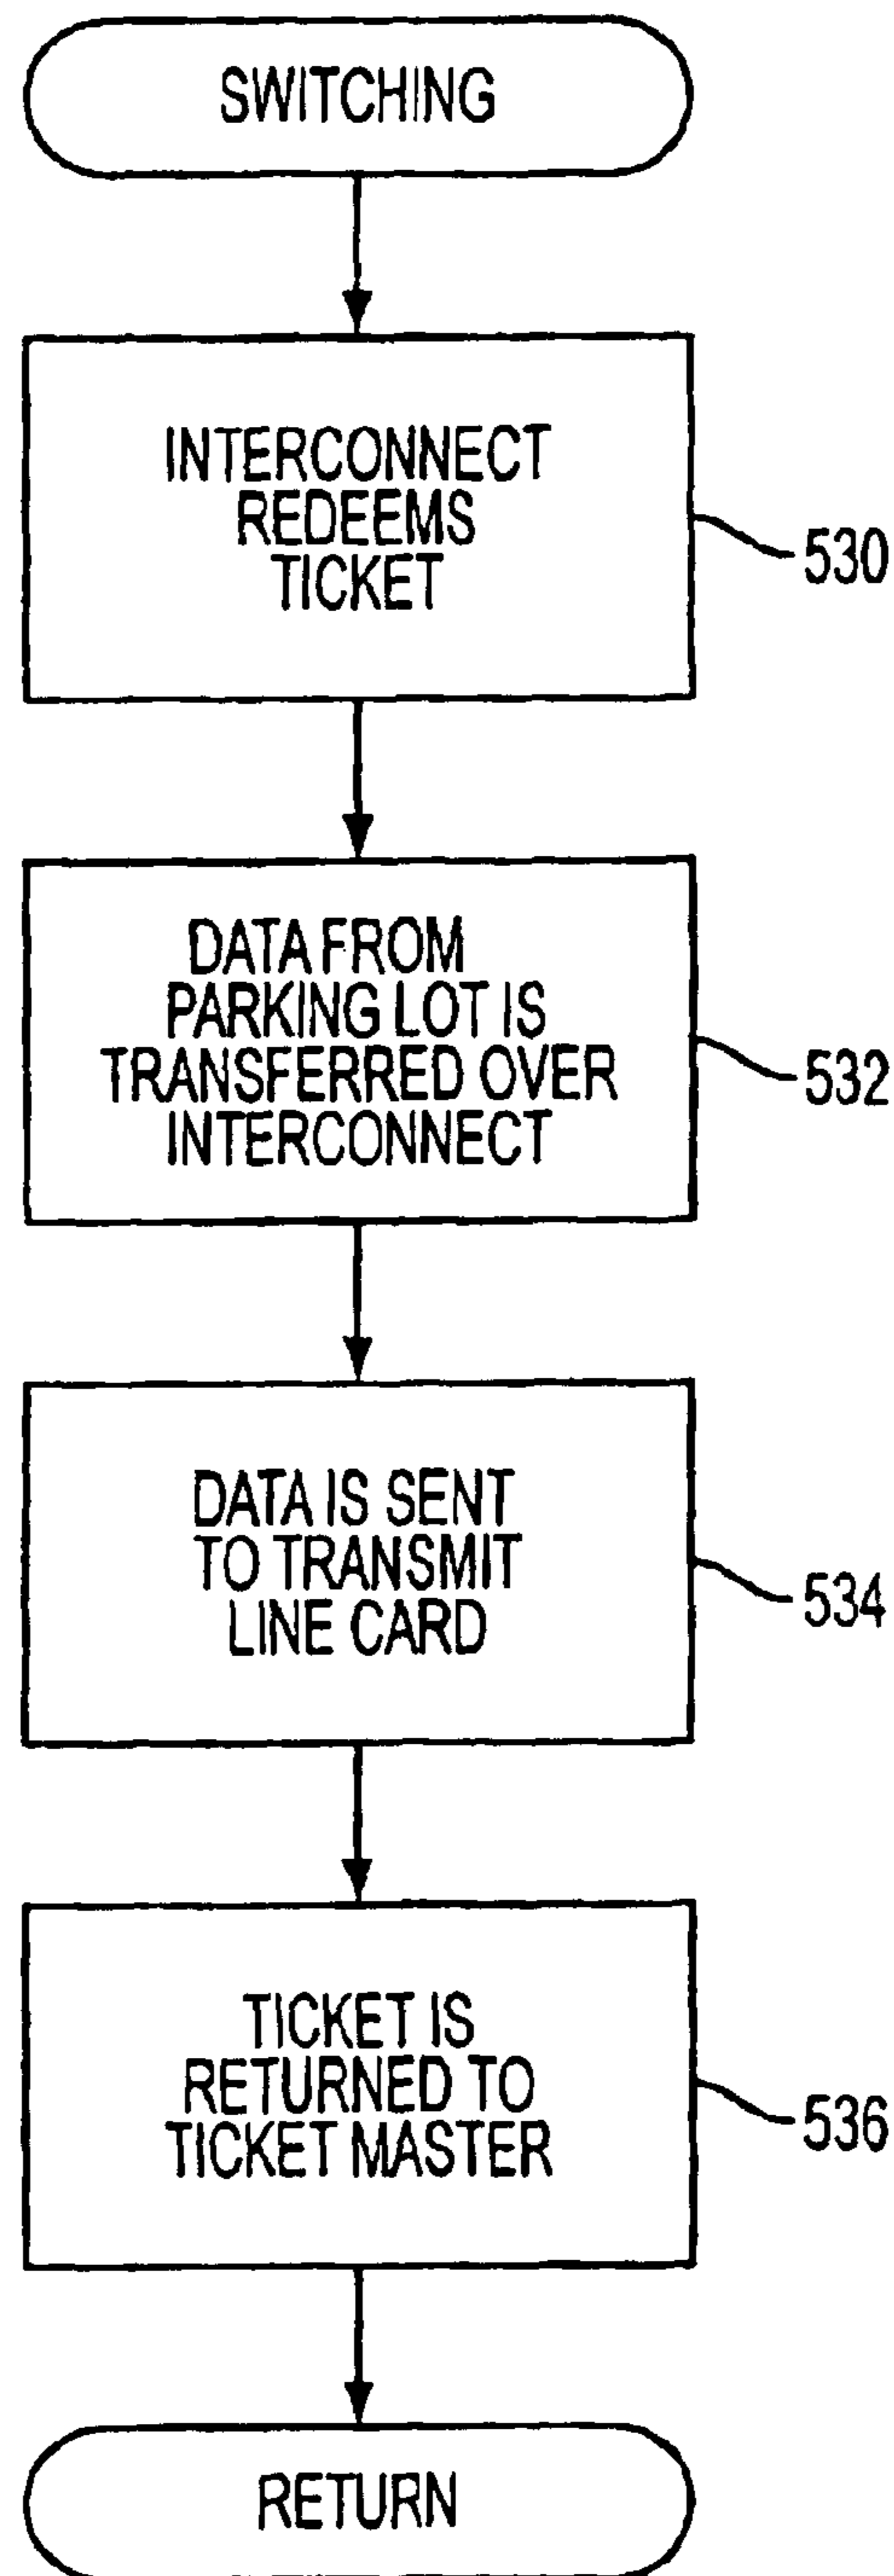 SWITCHING
INTERCONNECT
REDEEMS
TICKET
530
DATA FROM
PARKING LOT IS
TRANSFERRED OVER
INTERCONNECT
532
DATA IS SENT
TO TRANSMIT
LINE CARD
534
TICKET IS
RETURNED TO
TICKET MASTER
536
RETURN